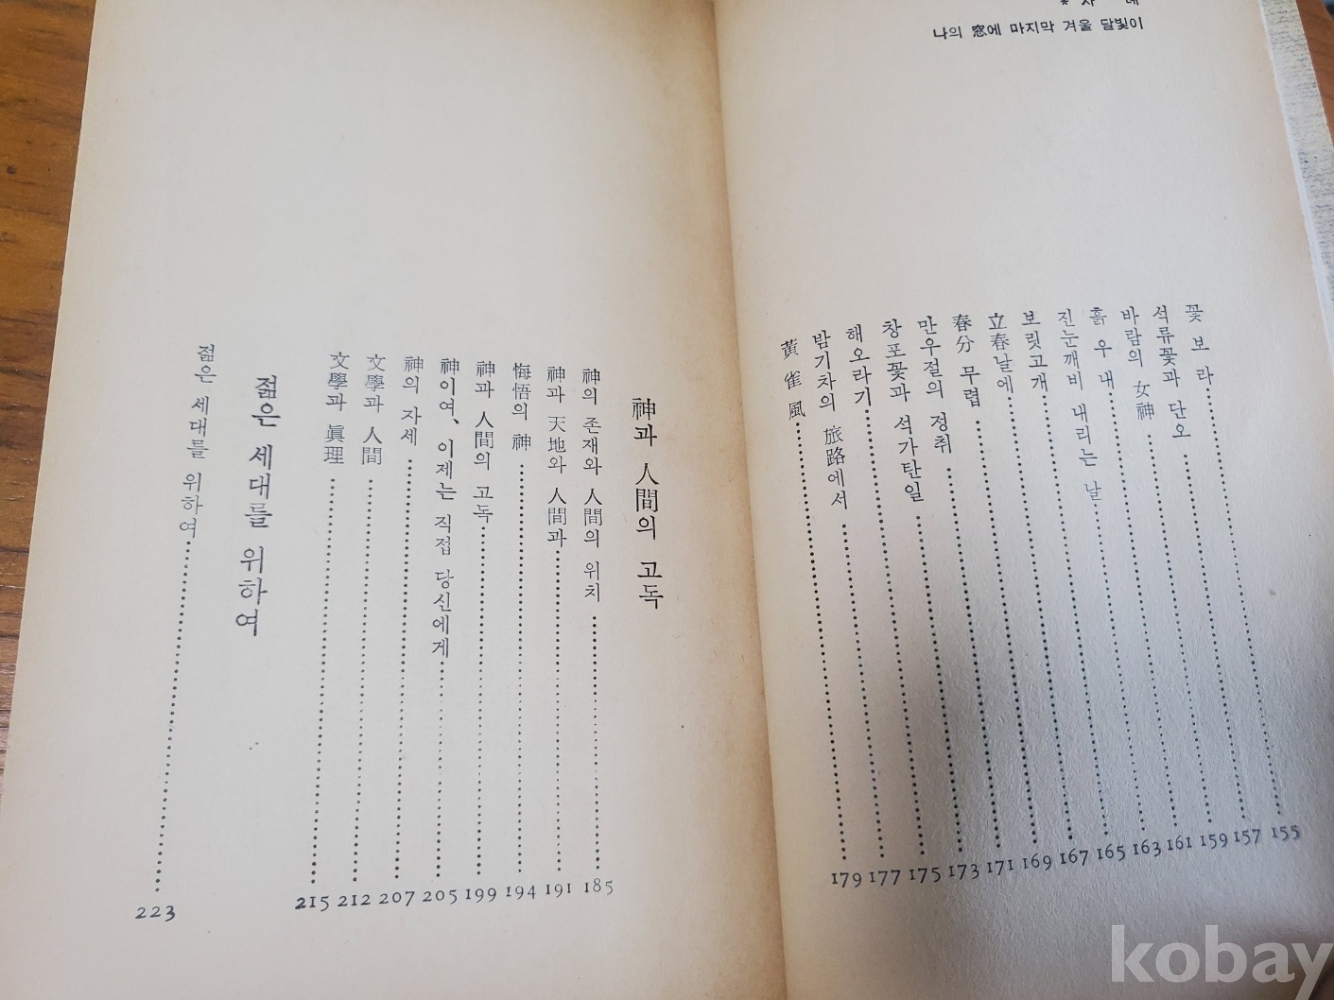 * 차 례
나의 窓에 마지막 겨울 달빛이
꽃 보 라 155
석류꽃과 단오 157
바람의 女神 159
흙 우 내 161
진눈깨비 내리는 날 163
보릿고개 165
立春날에 167
春分 무렵 169
만우절의 정취 171
창포꽃과 석가탄일 173
해오라기 175
밤기차의 旅路에서 177
黃雀風 179
神과 人間의 고독
神의 존재와 人間의 위치 185
神과 天地와 人間과 191
悔悟의 神 194
神과 人間의 고독 199
神이여, 이제는 직접 당신에게 205
神의 자세 207
文學과 人間 212
文學과 眞理 215
젊은 세대를 위하여
젊은 세대를 위하여 223
kobay